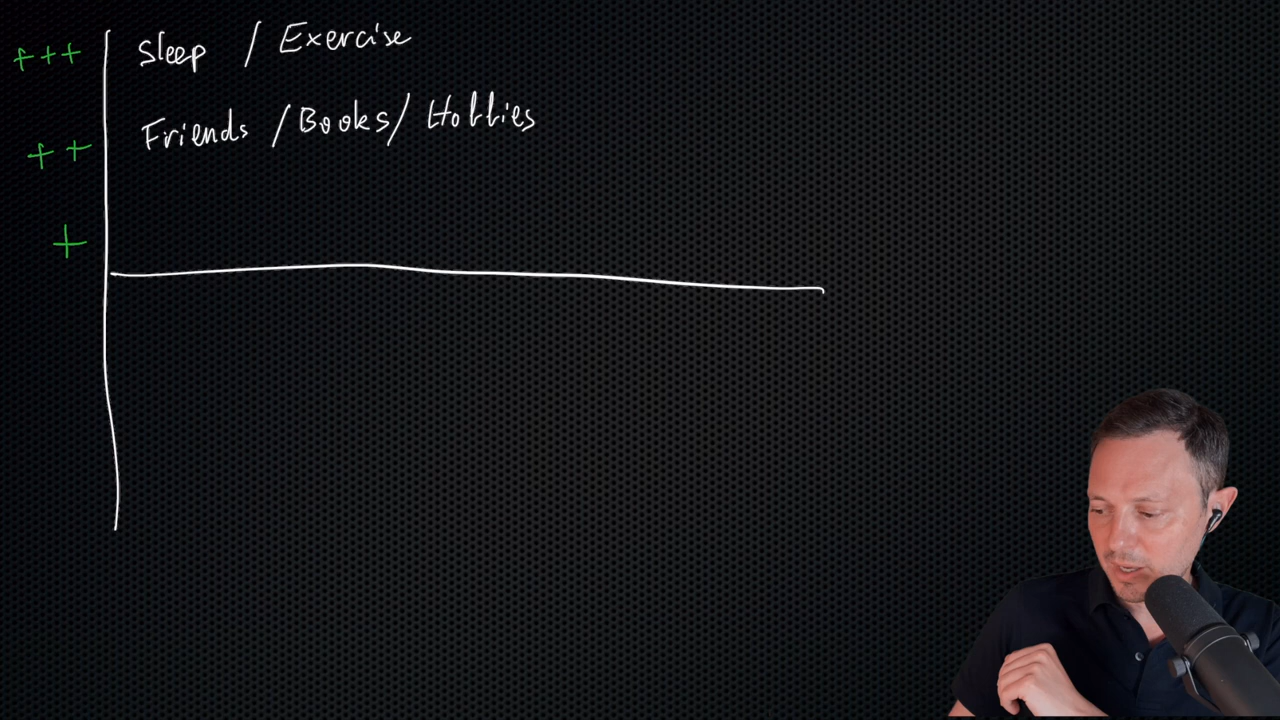 +++ Sleep / Exercise
++ Friends / Books / Hobbies
+